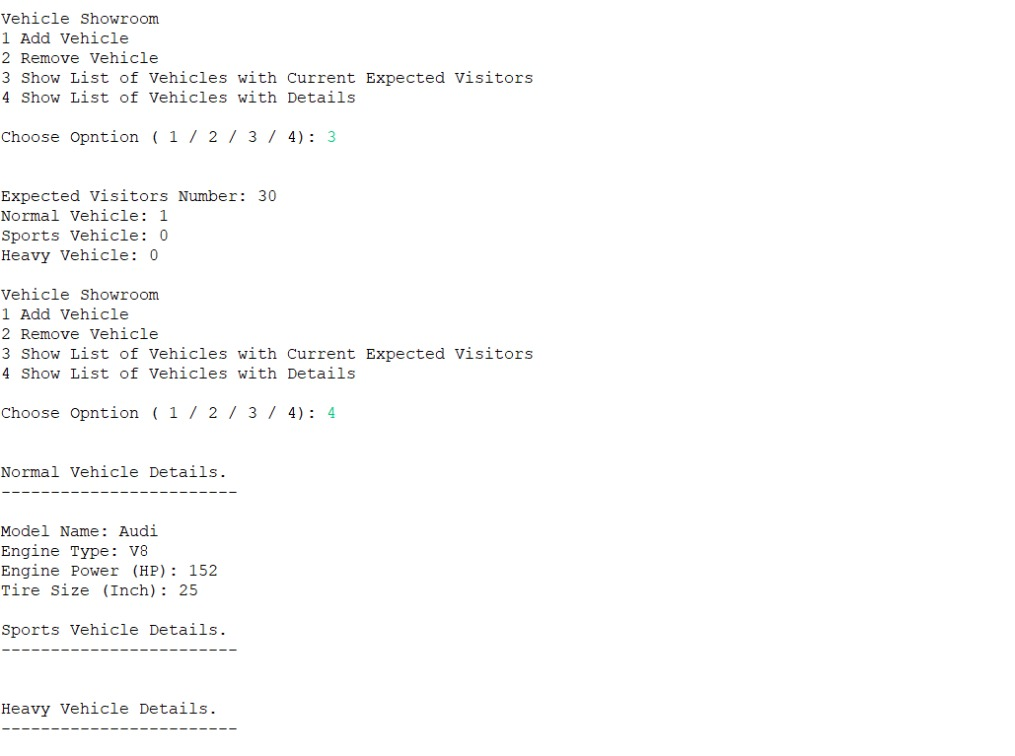 Vehicle Showroom
1 Add Vehicle
2 Remove Vehicle
3 Show List of Vehicles with Current Expected Visitors
4 Show List of Vehicles with Details
Choose Opntion ( 1 / 2 / 3 / 4): 3
Expected Visitors Number: 30
Normal Vehicle: 1
Sports Vehicle: 0
Heavy Vehicle: 0
Vehicle Showroom
1 Add Vehicle
2 Remove Vehicle
3 Show List of Vehicles with Current Expected Visitors
4 Show List of Vehicles with Details
Choose Opntion ( 1 / 2 / 3 / 4): 4
Normal Vehicle Details.
------------------------
Model Name: Audi
Engine Type: V8
Engine Power (HP): 152
Tire Size (Inch): 25
Sports Vehicle Details.
------------------------
Heavy Vehicle Details.
------------------------